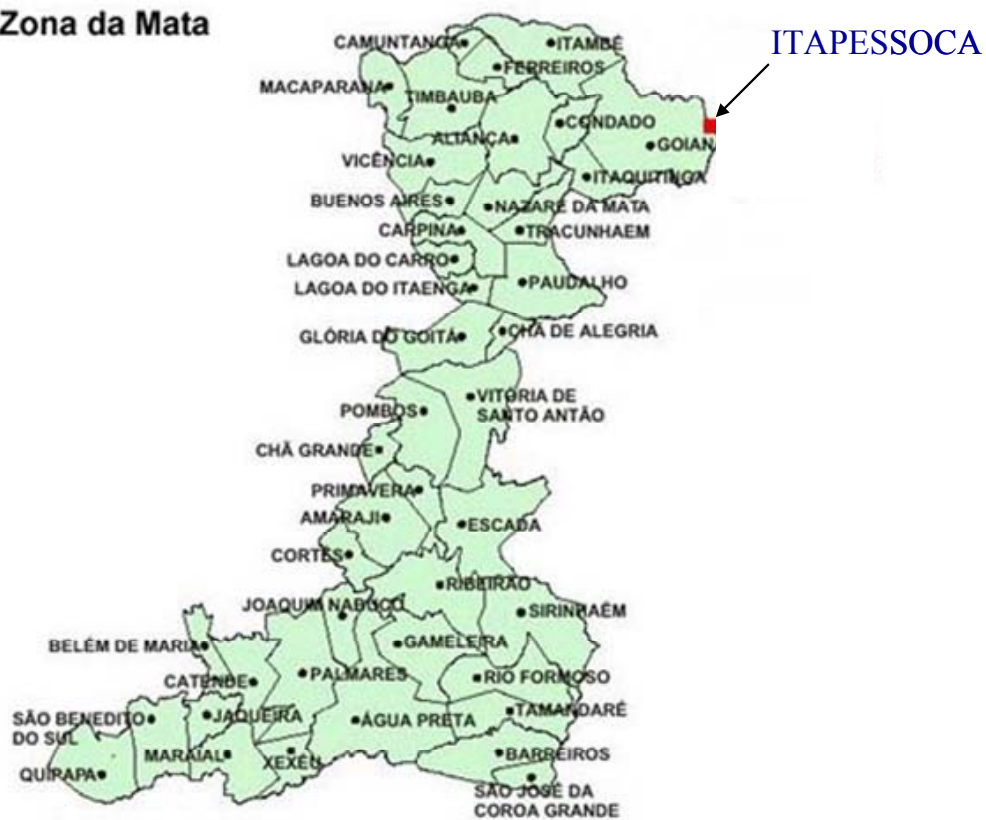 Zona da Mata
ITAPESSOCA
CAMUNTANGA
ITAMBÉ
FERREIROS
MACAPARANA
TIMBAUBA
CONDADO
ALIANÇA
GOIAN
VICÊNCIA
ITAQUITINGA
BUENOS AIRES
NAZARÉ DA MATA
CARPINA
TRACUNHAEM
LAGOA DO CARRO
PAUDALHO
LAGOA DO ITAENGA
CHÃ DE ALEGRIA
GLÓRIA DO GOITÁ
VITÓRIA DE
SANTO ANTÃO
POMBOS
CHÃ GRANDE
PRIMAVERA
AMARAJI
ESCADA
CORTÊS
RIBEIRÃO
JOAQUIM NABUCO
SIRINHAÉM
BELÉM DE MARIA
GAMELEIRA
PALMARES
RIO FORMOSO
CATENDE
TAMANDARÉ
SÃO BENEDITO
DO SUL
JAQUEIRA
ÁGUA PRETA
MARAIAL
XEXÉU
BARREIROS
QUIPAPA
SÃO JOSÉ DA
COROA GRANDE